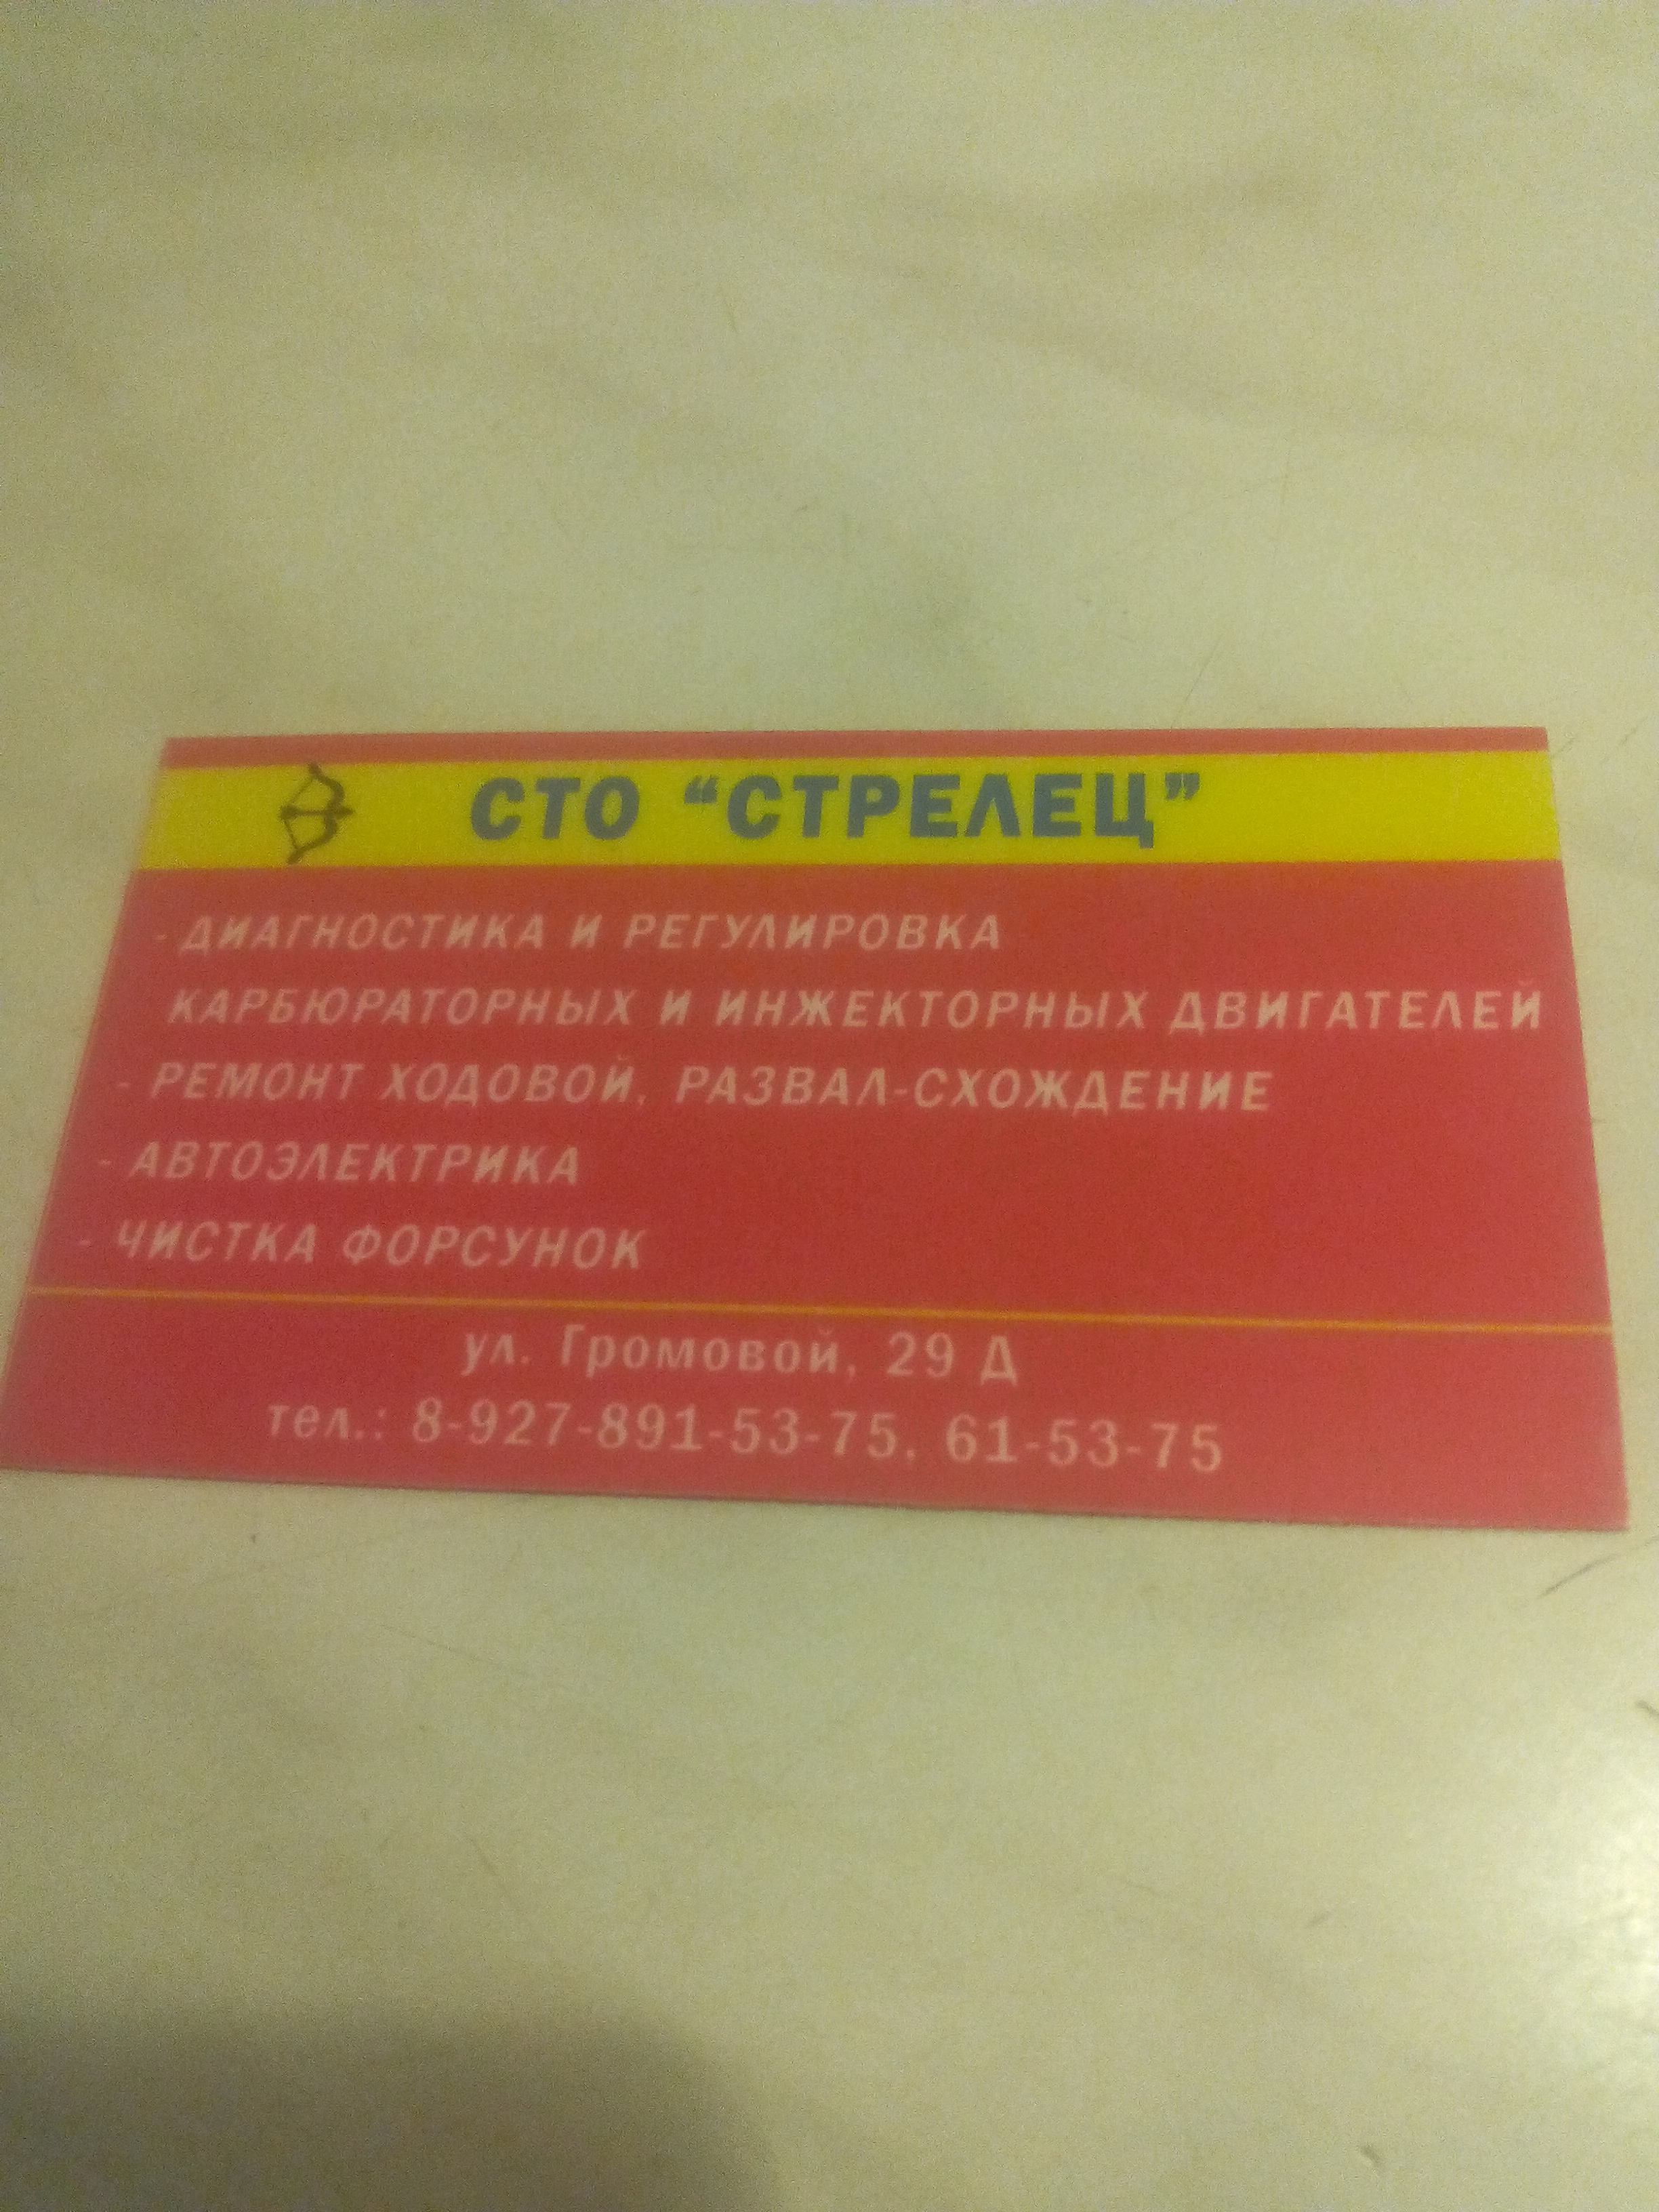 СТО “СТРЕЛЕЦ”
- ДИАГНОСТИКА И РЕГУЛИРОВКА
КАРБЮРАТОРНЫХ И ИНЖЕКТОРНЫХ ДВИГАТЕЛЕЙ
- РЕМОНТ ХОДОВОЙ, РАЗВАЛ-СХОЖДЕНИЕ
- АВТОЭЛЕКТРИКА
- ЧИСТКА ФОРСУНОК
ул. Громовой, 29 Д
тел.: 8-927-891-53-75, 61-53-75